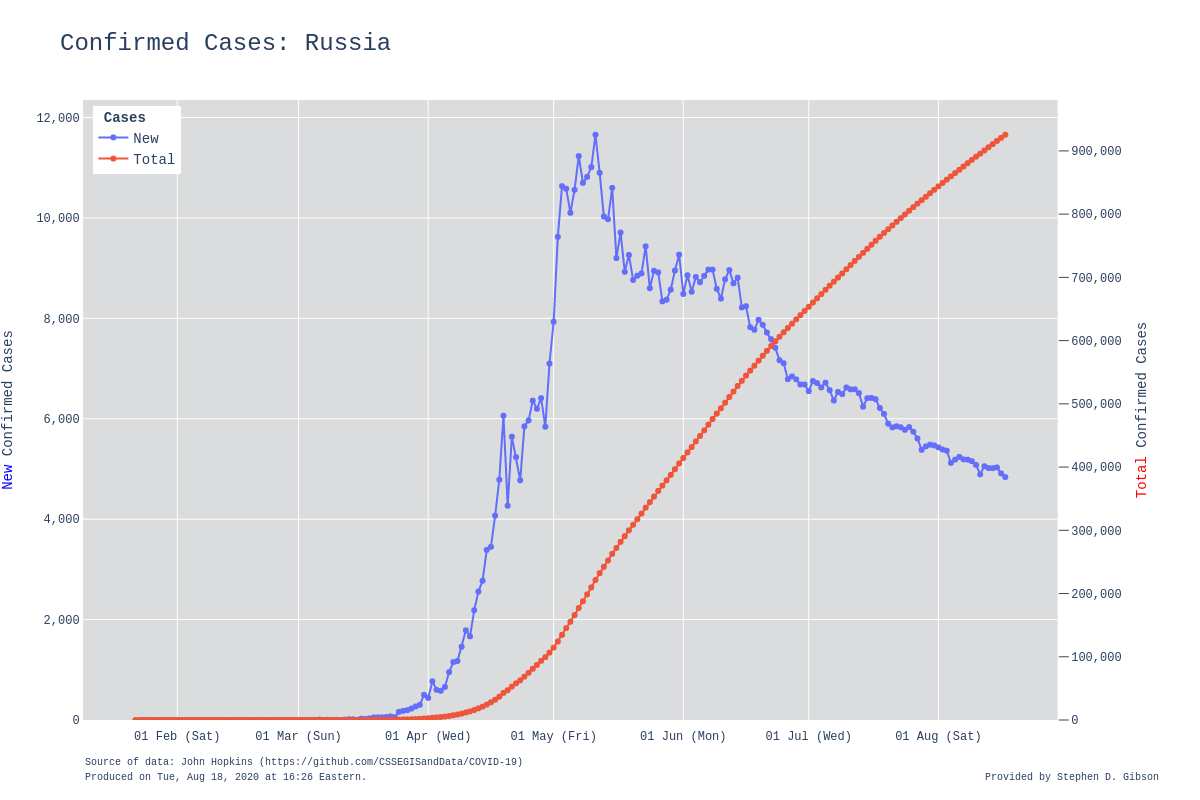 Confirmed Cases: Russia
Cases
New
Total
12,000
10,000
8,000
6,000
4,000
2,000
0
New Confirmed Cases
900,000
800,000
700,000
600,000
500,000
400,000
300,000
200,000
100,000
0
Total Confirmed Cases
01 Feb (Sat) 01 Mar (Sun) 01 Apr (Wed) 01 May (Fri) 01 Jun (Mon) 01 Jul (Wed) 01 Aug (Sat)
Source of data: John Hopkins (https://github.com/CSSEGISandData/COVID-19)
Produced on Tue, Aug 18, 2020 at 16:26 Eastern.
Provided by Stephen D. Gibson